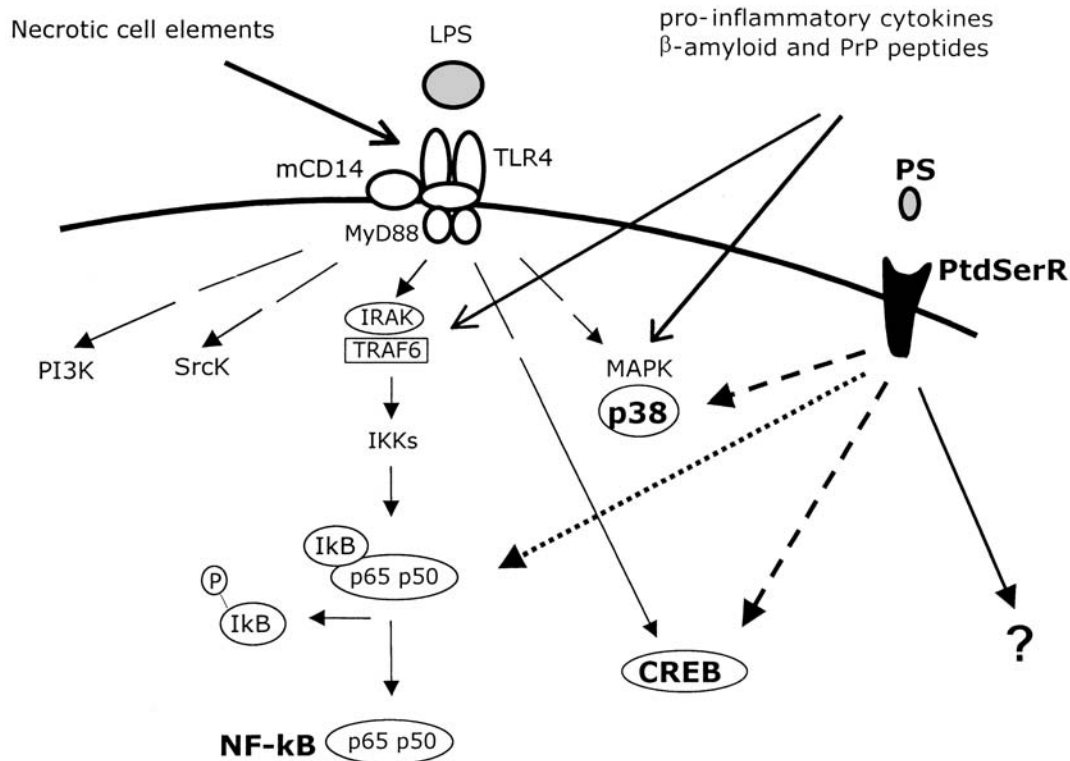 Necrotic cell elements
LPS
pro-inflammatory cytokines
β-amyloid and PrP peptides
mCD14
TLR4
PS
MyD88
PtdSerR
IRAK
TRAF6
PI3K
SrcK
MAPK
p38
IKKs
IkB
p65 p50
P
IkB
CREB
?
NF-kB
p65 p50